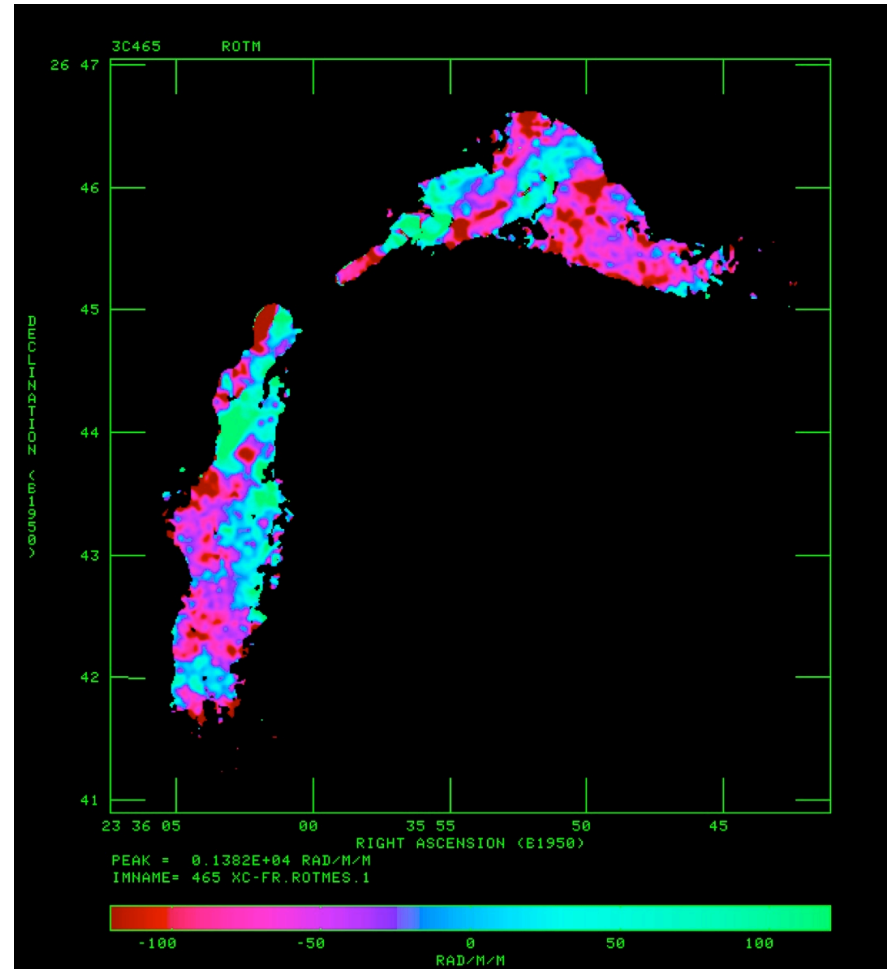 3C465 ROTM
26 47
46
45
44
43
42
41
DECLINATION (B1950)
23 36 05 00 35 55 50 45
RIGHT ASCENSION (B1950)
PEAK = 0.1382E+04 RAD/M/M
IMNAME= 465 XC-FR.ROTMES.1
-100 -50 0 50 100
RAD/M/M